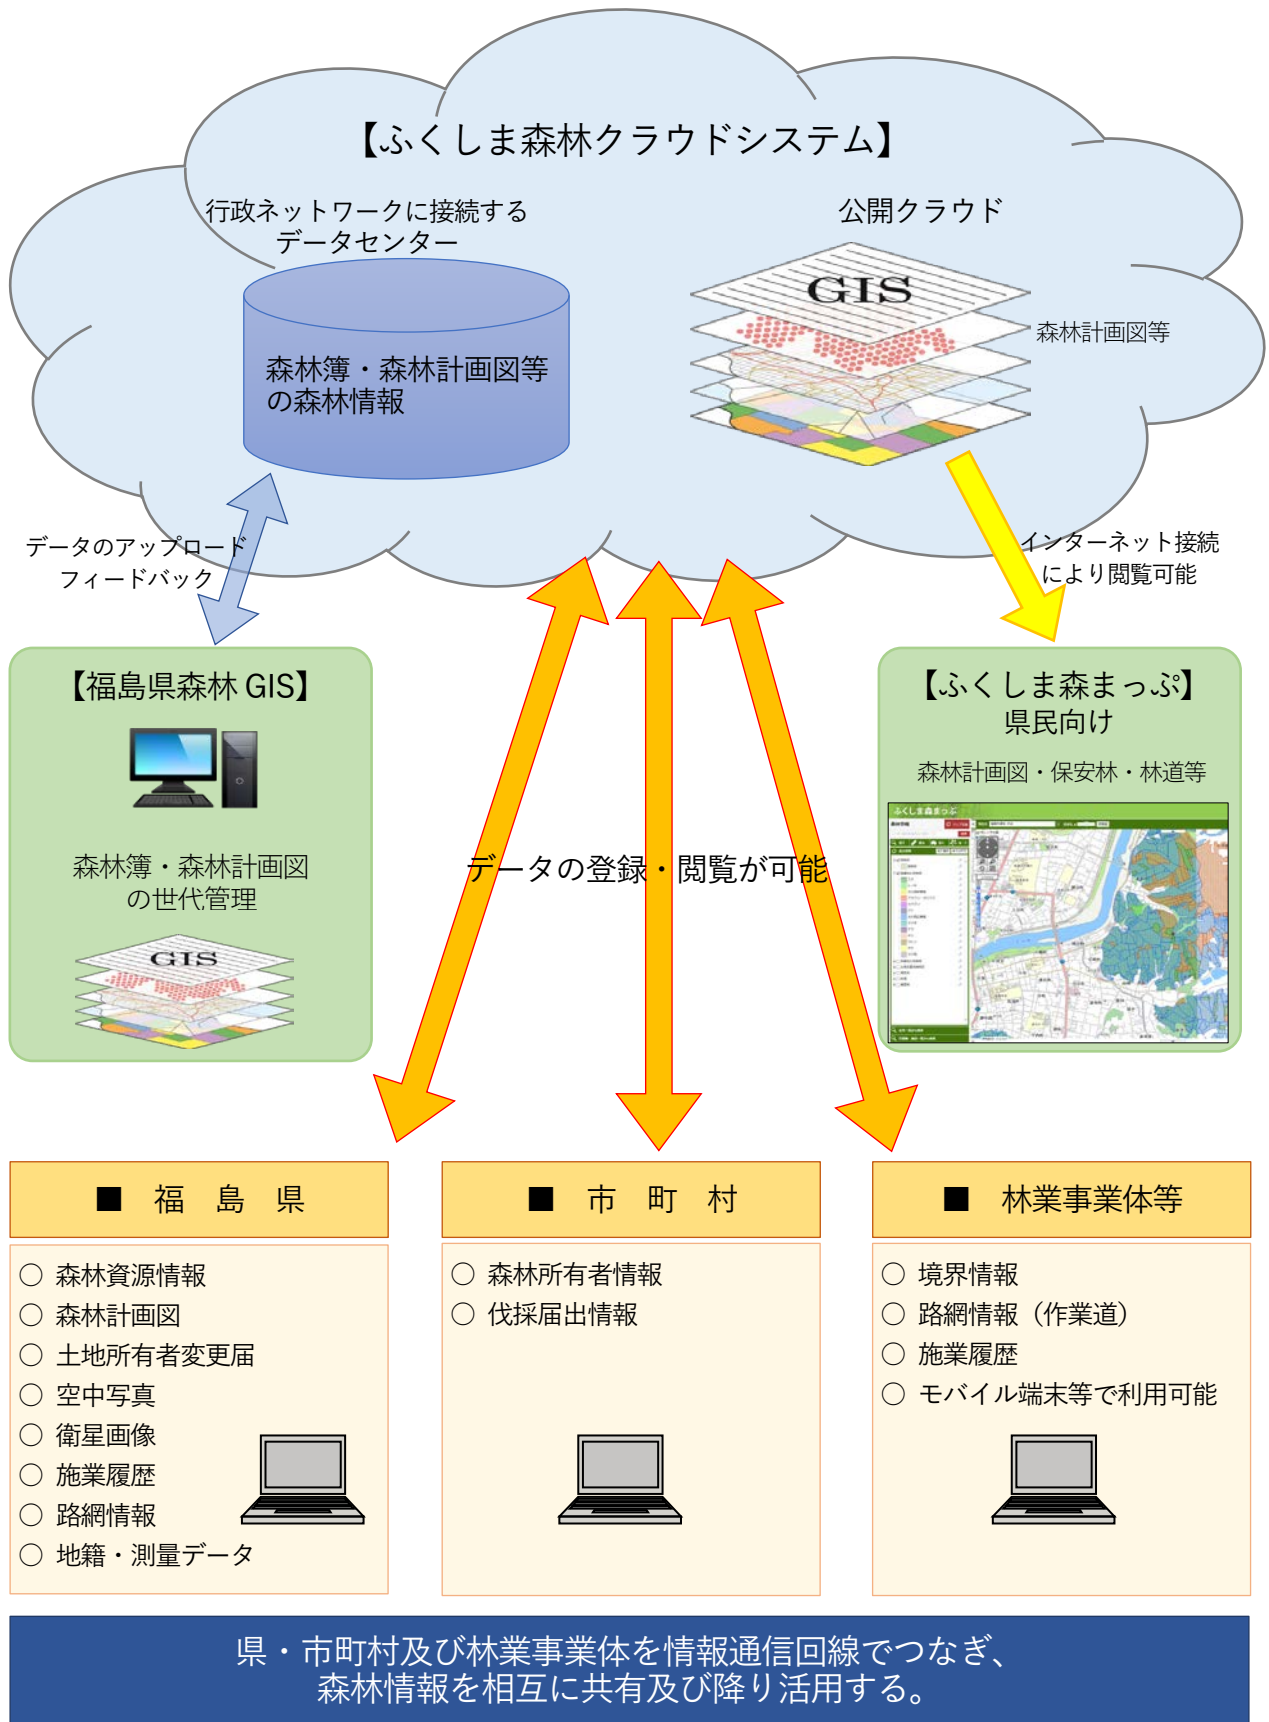 【ふくしま森林クラウドシステム】
行政ネットワークに接続する
データセンター
公開クラウド
森林簿・森林計画図等
の森林情報
GIS
森林計画図等
データのアップロード
フィードバック
インターネット接続
により閲覧可能
【福島県森林 GIS】
森林簿・森林計画図
の世代管理
GIS
データの登録・閲覧が可能
【ふくしま森まっぷ】
県民向け
森林計画図・保安林・林道等
ふくしま森まっぷ
■ 福 島 県
○ 森林資源情報
○ 森林計画図
○ 土地所有者変更届
○ 空中写真
○ 衛星画像
○ 施業履歴
○ 路網情報
○ 地籍・測量データ
■ 市 町 村
○ 森林所有者情報
○ 伐採届出情報
■ 林業事業体等
○ 境界情報
○ 路網情報（作業道）
○ 施業履歴
○ モバイル端末等で利用可能
県・市町村及び林業事業体を情報通信回線でつなぎ、
森林情報を相互に共有及び降り活用する。